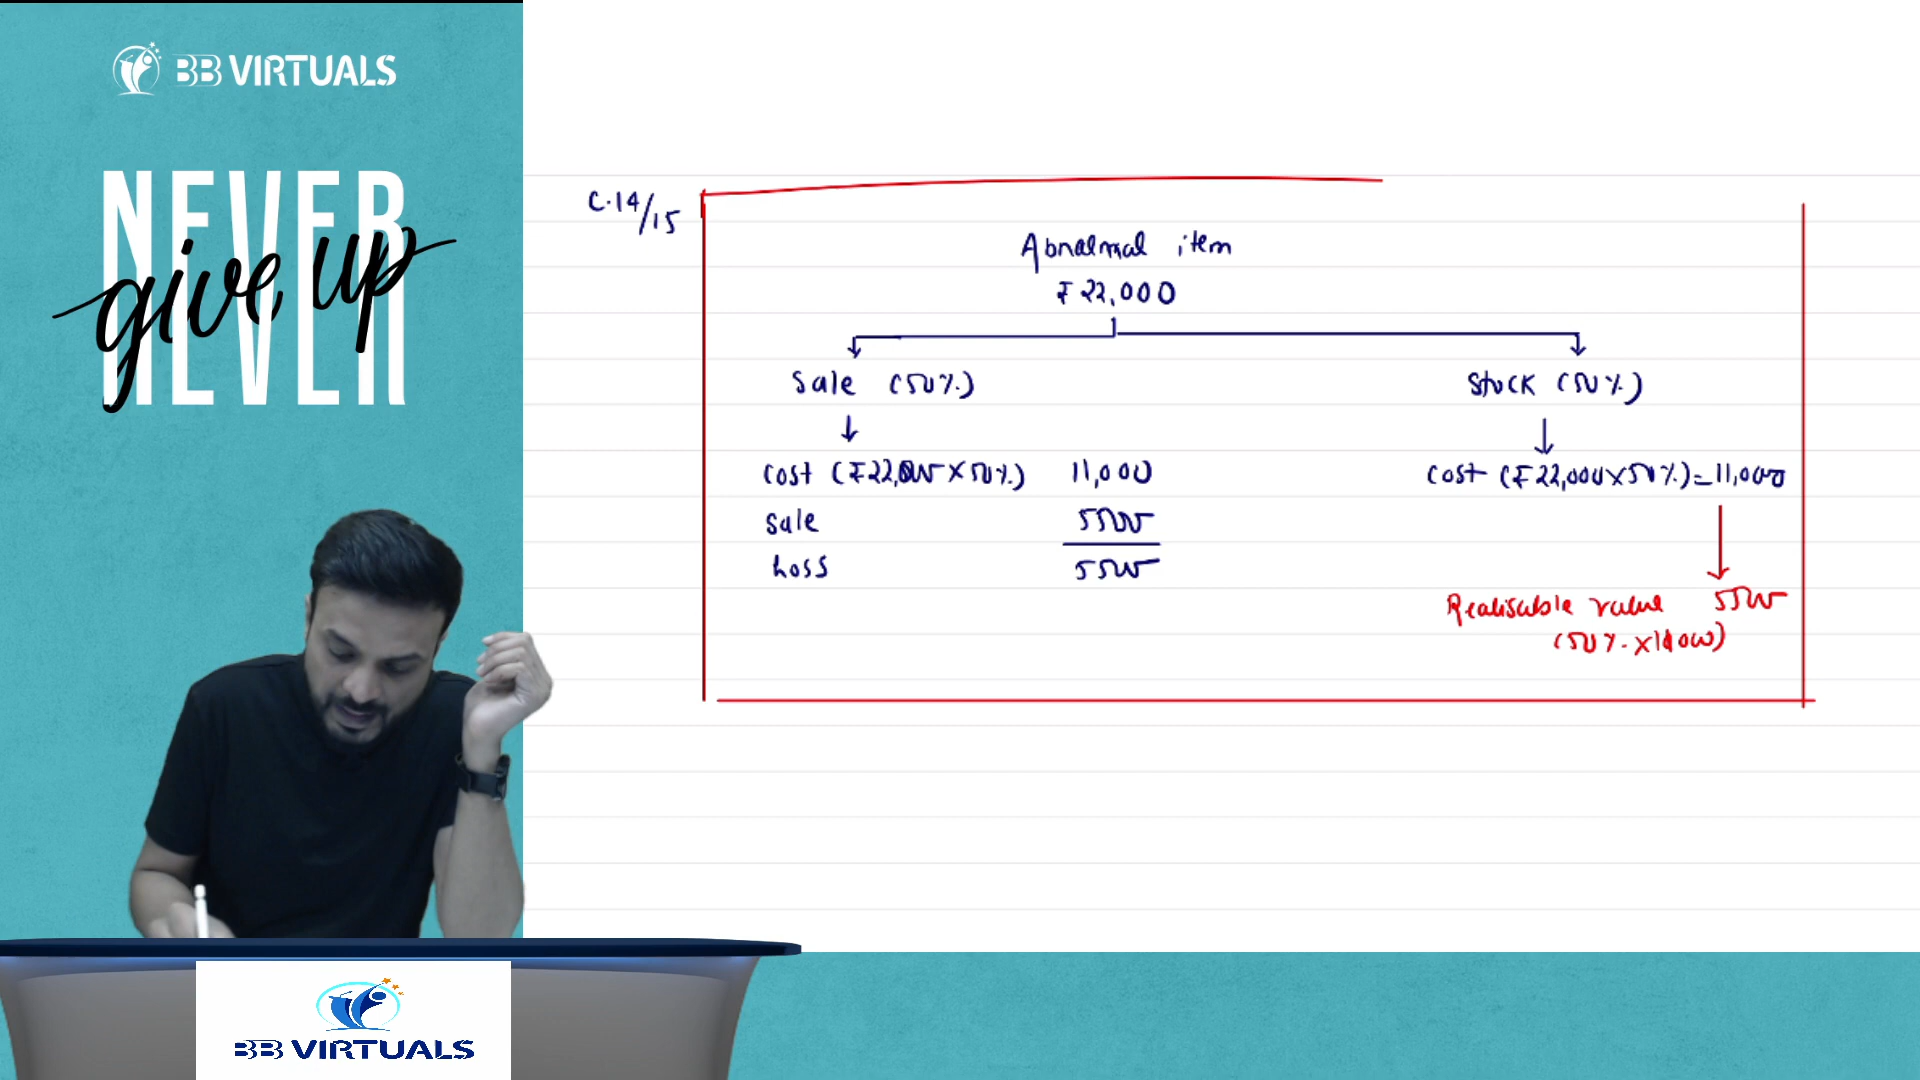 BB VIRTUALS
NEVER
give up
NEVER
C.14/15
Abnormal item
₹22,000
Sale (50%)
Stock (50%)
Cost (₹22,000 × 50%) 11,000
Cost (₹22,000 × 50%) = 11,000
Sale 5500
Loss 5500
Realisable value 5500
(50% × 11000)
BB VIRTUALS